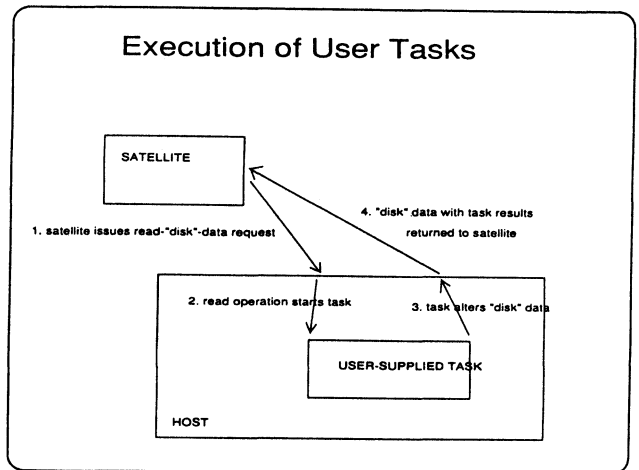 Execution of User Tasks
SATELLITE
4. "disk" data with task results
returned to satellite
1. satellite issues read-"disk"-data request
2. read operation starts task
3. task alters "disk" data
USER-SUPPLIED TASK
HOST